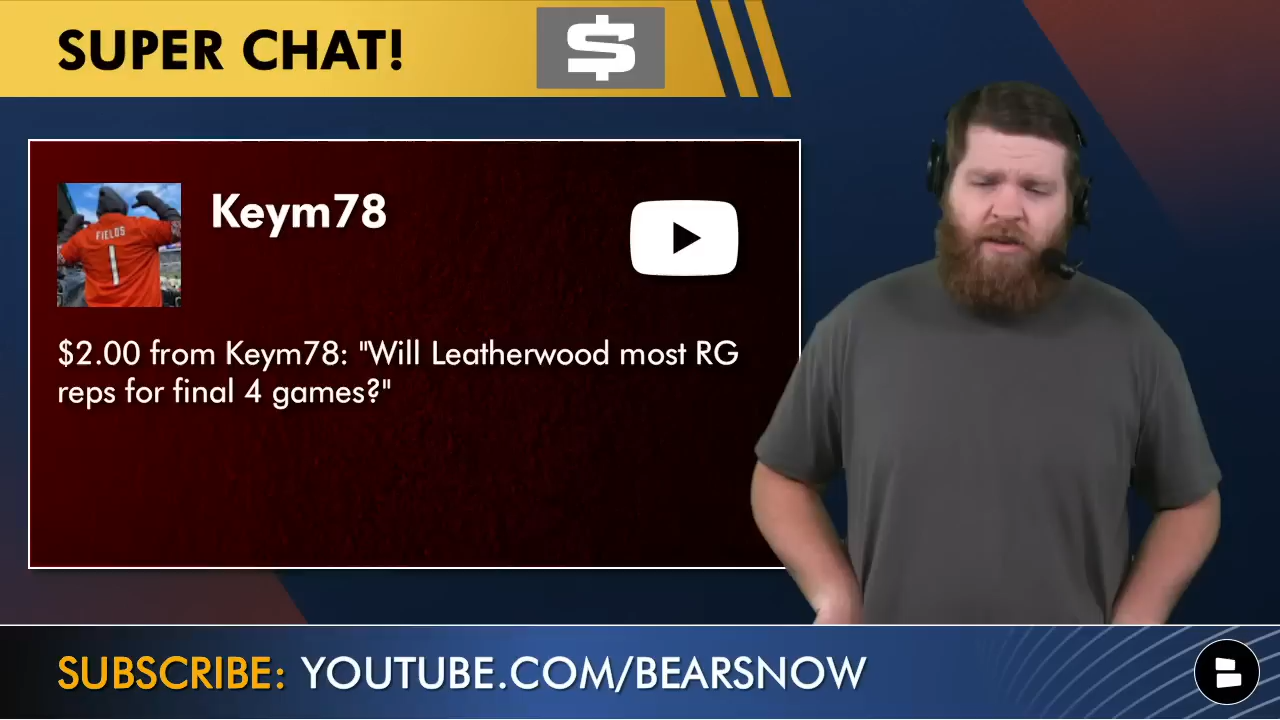 SUPER CHAT!
$
Keym78
FIELDS
1
$2.00 from Keym78: "Will Leatherwood most RG
reps for final 4 games?"
SUBSCRIBE: YOUTUBE.COM/BEARSNOW